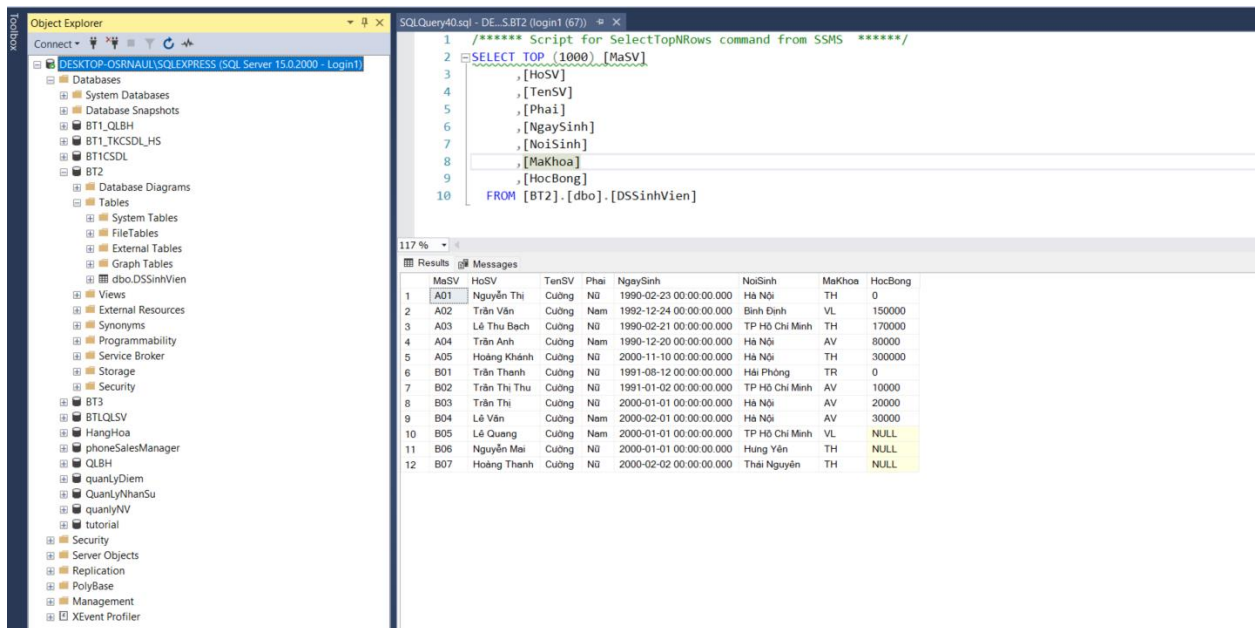 Toolbox
Object Explorer
Connect
DESKTOP-OSRNAUL\SQLEXPRESS (SQL Server 15.0.2000 - Login1)
Databases
System Databases
Database Snapshots
BT1_QLBH
BT1_TKCSDL_HS
BT1CSDL
BT2
Database Diagrams
Tables
System Tables
FileTables
External Tables
Graph Tables
dbo.DSSinhVien
Views
External Resources
Synonyms
Programmability
Service Broker
Storage
Security
BT3
BTLQLSV
HangHoa
phoneSalesManager
QLBH
quanLyDiem
QuanLyNhanSu
quanlyNV
tutorial
Security
Server Objects
Replication
PolyBase
Management
XEvent Profiler
SQLQuery40.sql - DE...S.BT2 (login1 (67))
1 /****** Script for SelectTopNRows command from SSMS ******/
2 SELECT TOP (1000) [MaSV]
3 ,[HoSV]
4 ,[TenSV]
5 ,[Phai]
6 ,[NgaySinh]
7 ,[NoiSinh]
8 ,[MaKhoa]
9 ,[HocBong]
10 FROM [BT2].[dbo].[DSSinhVien]
117 %
Results Messages
MaSV HoSV TenSV Phai NgaySinh NoiSinh MaKhoa HocBong
1 A01 Nguyễn Thị Cường Nữ 1990-02-23 00:00:00.000 Hà Nội TH 0
2 A02 Trần Văn Cường Nam 1992-12-24 00:00:00.000 Bình Định VL 150000
3 A03 Lê Thu Bạch Cường Nữ 1990-02-21 00:00:00.000 TP Hồ Chí Minh TH 170000
4 A04 Trần Anh Cường Nam 1990-12-20 00:00:00.000 Hà Nội AV 80000
5 A05 Hoàng Khánh Cường Nữ 2000-11-10 00:00:00.000 Hà Nội TH 300000
6 B01 Trần Thanh Cường Nữ 1991-08-12 00:00:00.000 Hải Phòng TR 0
7 B02 Trần Thị Thu Cường Nữ 1991-01-02 00:00:00.000 TP Hồ Chí Minh AV 10000
8 B03 Trần Thị Cường Nữ 2000-01-01 00:00:00.000 Hà Nội AV 20000
9 B04 Lê Văn Cường Nam 2000-02-01 00:00:00.000 Hà Nội AV 30000
10 B05 Lê Quang Cường Nam 2000-01-01 00:00:00.000 TP Hồ Chí Minh VL NULL
11 B06 Nguyễn Mai Cường Nữ 2000-01-01 00:00:00.000 Hưng Yên TH NULL
12 B07 Hoàng Thanh Cường Nữ 2000-02-02 00:00:00.000 Thái Nguyên TH NULL